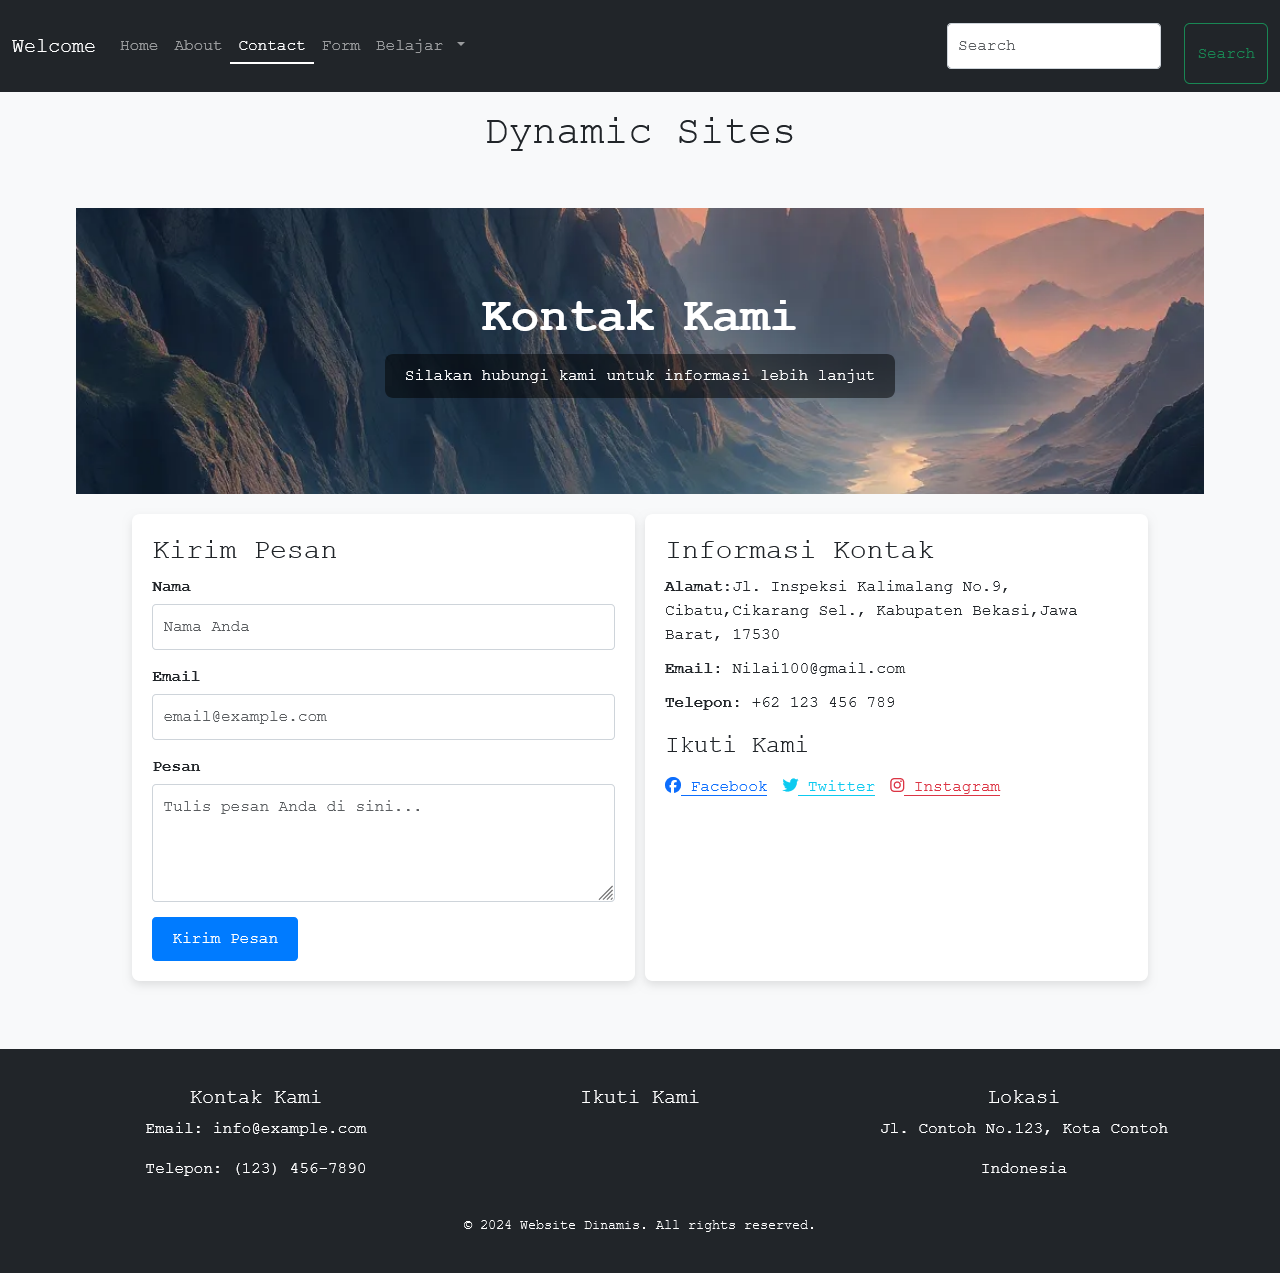 Welcome Home About Contact Form Belajar Search Search
Dynamic Sites
Kontak Kami
Silakan hubungi kami untuk informasi lebih lanjut
Kirim Pesan
Nama
Nama Anda
Email
email@example.com
Pesan
Tulis pesan Anda di sini...
Kirim Pesan
Informasi Kontak
Alamat:Jl. Inspeksi Kalimalang No.9,
Cibatu,Cikarang Sel., Kabupaten Bekasi,Jawa
Barat, 17530
Email: Nilai100@gmail.com
Telepon: +62 123 456 789
Ikuti Kami
Facebook Twitter Instagram
Kontak Kami
Email: info@example.com
Telepon: (123) 456-7890
Ikuti Kami
Lokasi
Jl. Contoh No.123, Kota Contoh
Indonesia
© 2024 Website Dinamis. All rights reserved.